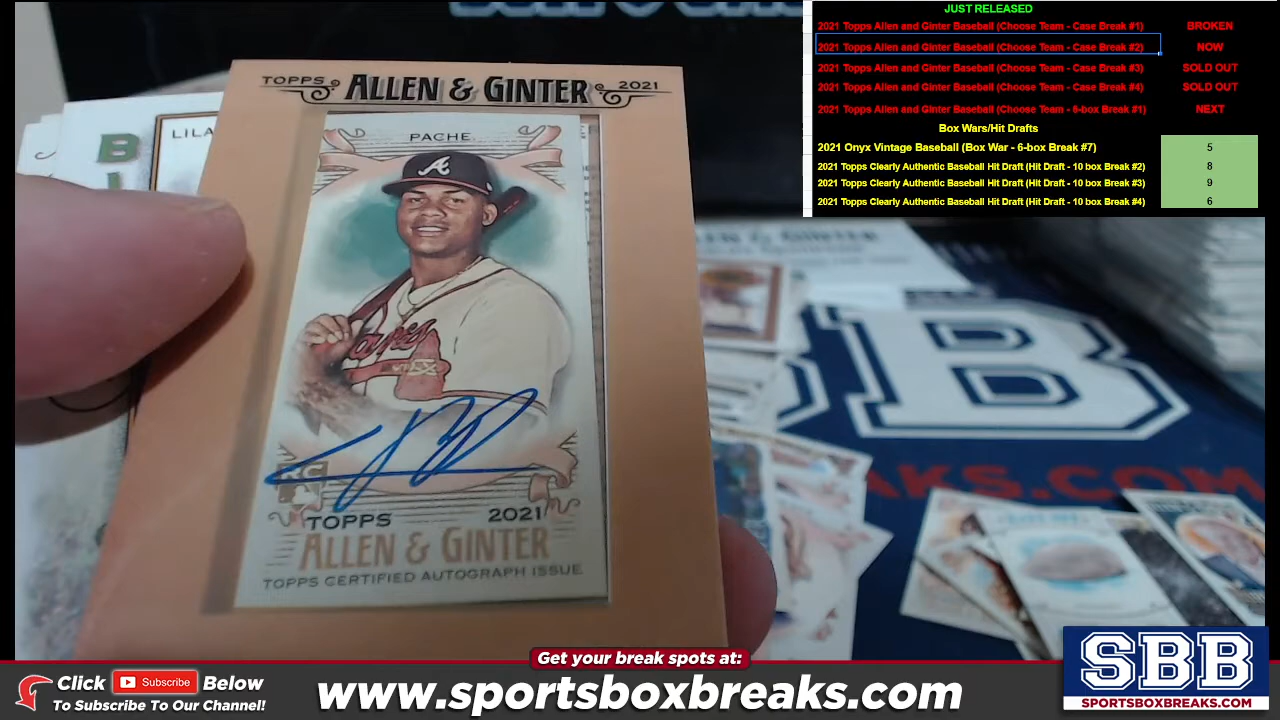 JUST RELEASED
2021 Topps Allen and Ginter Baseball (Choose Team - Case Break #1) BROKEN
2021 Topps Allen and Ginter Baseball (Choose Team - Case Break #2) NOW
2021 Topps Allen and Ginter Baseball (Choose Team - Case Break #3) SOLD OUT
2021 Topps Allen and Ginter Baseball (Choose Team - Case Break #4) SOLD OUT
2021 Topps Allen and Ginter Baseball (Choose Team - 6-box Break #1) NEXT
Box Wars/Hit Drafts
2021 Onyx Vintage Baseball (Box War - 6-box Break #7) 5
2021 Topps Clearly Authentic Baseball Hit Draft (Hit Draft - 10 box Break #2) 8
2021 Topps Clearly Authentic Baseball Hit Draft (Hit Draft - 10 box Break #3) 9
2021 Topps Clearly Authentic Baseball Hit Draft (Hit Draft - 10 box Break #4) 6
TOPPS ALLEN & GINTER 2021
LILA
PACHE
A
Braves
RC
TOPPS 2021
ALLEN & GINTER
TOPPS CERTIFIED AUTOGRAPH ISSUE
B
EAKS.COM
Get your break spots at:
Click Subscribe Below
To Subscribe To Our Channel!
www.sportsboxbreaks.com
SBB
SPORTSBOXBREAKS.COM